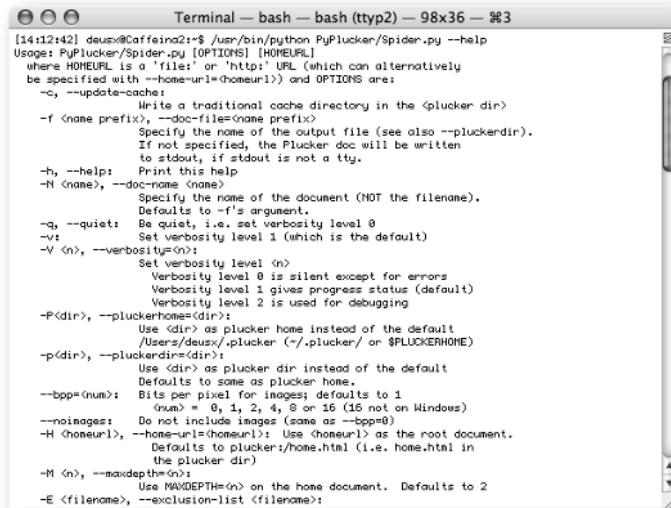 Terminal — bash — bash (ttyp2) — 98x36 — ⌘3
[14:12:42] deusx@Caffeina2:~$ /usr/bin/python PyPlucker/Spider.py --help
Usage: PyPlucker/Spider.py [OPTIONS] [HOMEURL]
where HOMEURL is a 'file:' or 'http:' URL (which can alternatively
be specified with --home-url=<homeurl>) and OPTIONS are:
-c, --update-cache:
Write a traditional cache directory in the <plucker dir>
-f <name prefix>, --doc-file=<name prefix>
Specify the name of the output file (see also --pluckerdir).
If not specified, the Plucker doc will be written
to stdout, if stdout is not a tty.
-h, --help: Print this help
-N <name>, --doc-name <name>
Specify the name of the document (NOT the filename).
Defaults to -f's argument.
-q, --quiet: Be quiet, i.e. set verbosity level 0
-v: Set verbosity level 1 (which is the default)
-V <n>, --verbosity=<n>:
Set verbosity level <n>
Verbosity level 0 is silent except for errors
Verbosity level 1 gives progress status (default)
Verbosity level 2 is used for debugging
-P<dir>, --pluckerhome=<dir>:
Use <dir> as plucker home instead of the default
/Users/deusx/.plucker (~/.plucker/ or $PLUCKERHOME)
-p<dir>, --pluckerdir=<dir>:
Use <dir> as plucker dir instead of the default
Defaults to same as plucker home.
--bpp=<num>: Bits per pixel for images; defaults to 1
<num> = 0, 1, 2, 4, 8 or 16 (16 not on Windows)
--noimages: Do not include images (same as --bpp=0)
-H <homeurl>, --home-url=<homeurl>: Use <homeurl> as the root document.
Defaults to plucker:/home.html (i.e. home.html in
the plucker dir)
-M <n>, --maxdepth=<n>:
Use MAXDEPTH=<n> on the home document. Defaults to 2
-E <filename>, --exclusion-list <filename>: